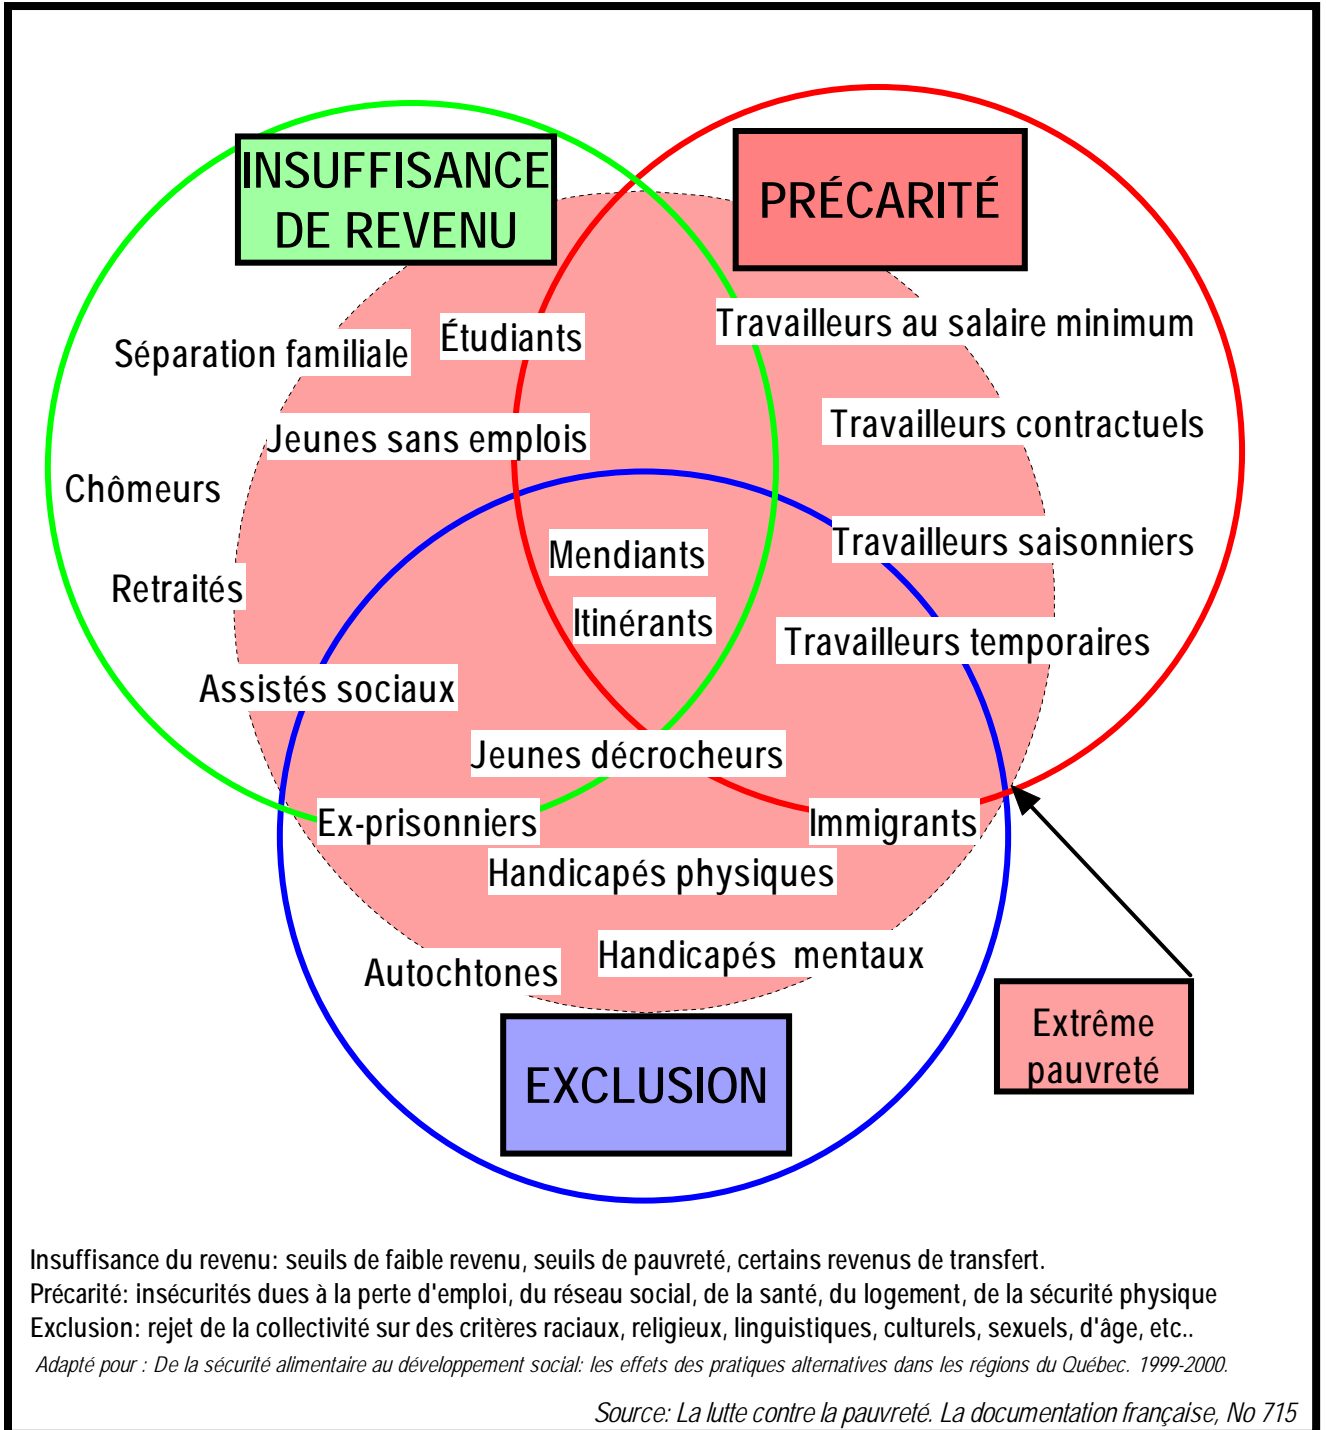 INSUFFISANCE
DE REVENU
PRÉCARITÉ
Étudiants
Travailleurs au salaire minimum
Séparation familiale
Travailleurs contractuels
Jeunes sans emplois
Chômeurs
Mendiants
Travailleurs saisonniers
Retraités
Itinérants
Travailleurs temporaires
Assistés sociaux
Jeunes décrocheurs
Ex-prisonniers
Immigrants
Handicapés physiques
Handicapés mentaux
Autochtones
Extrême
pauvreté
EXCLUSION
Insuffisance du revenu: seuils de faible revenu, seuils de pauvreté, certains revenus de transfert.
Précarité: insécurités dues à la perte d'emploi, du réseau social, de la santé, du logement, de la sécurité physique
Exclusion: rejet de la collectivité sur des critères raciaux, religieux, linguistiques, culturels, sexuels, d'âge, etc..
Adapté pour : De la sécurité alimentaire au développement social: les effets des pratiques alternatives dans les régions du Québec. 1999-2000.
Source: La lutte contre la pauvreté. La documentation française, No 715